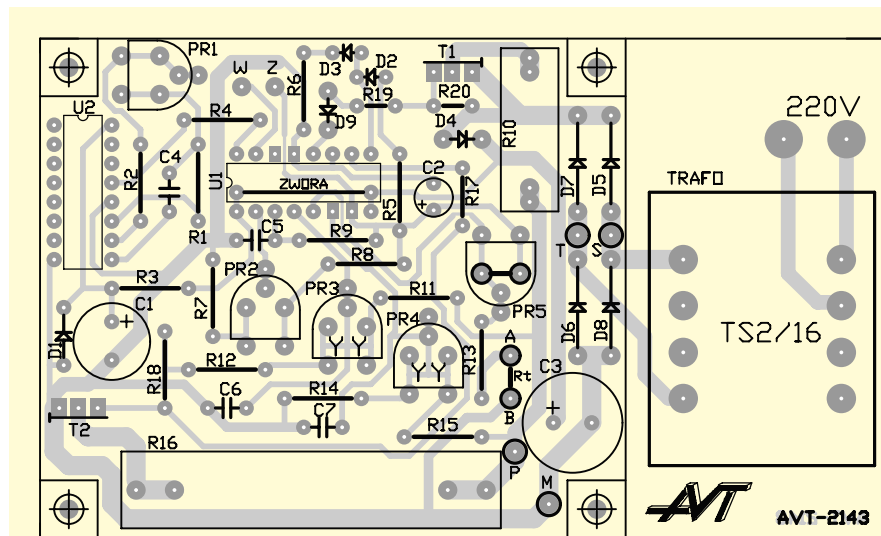 PR1
W
Z
R6
D3
D2
T1
U2
R4
R19
R20
D9
D4
R10
220V
R2
C4
R1
U1
ZWORA
R5
C2
R17
D7
D5
TRAFO
C5
R9
R8
T
S
R3
PR2
PR3
R11
PR4
PR5
C1
R7
D1
R18
R12
R13
A
Rt
B
D6
D8
TS2/16
C3
C6
R14
C7
R15
T2
R16
P
M
AVT
AVT-2143